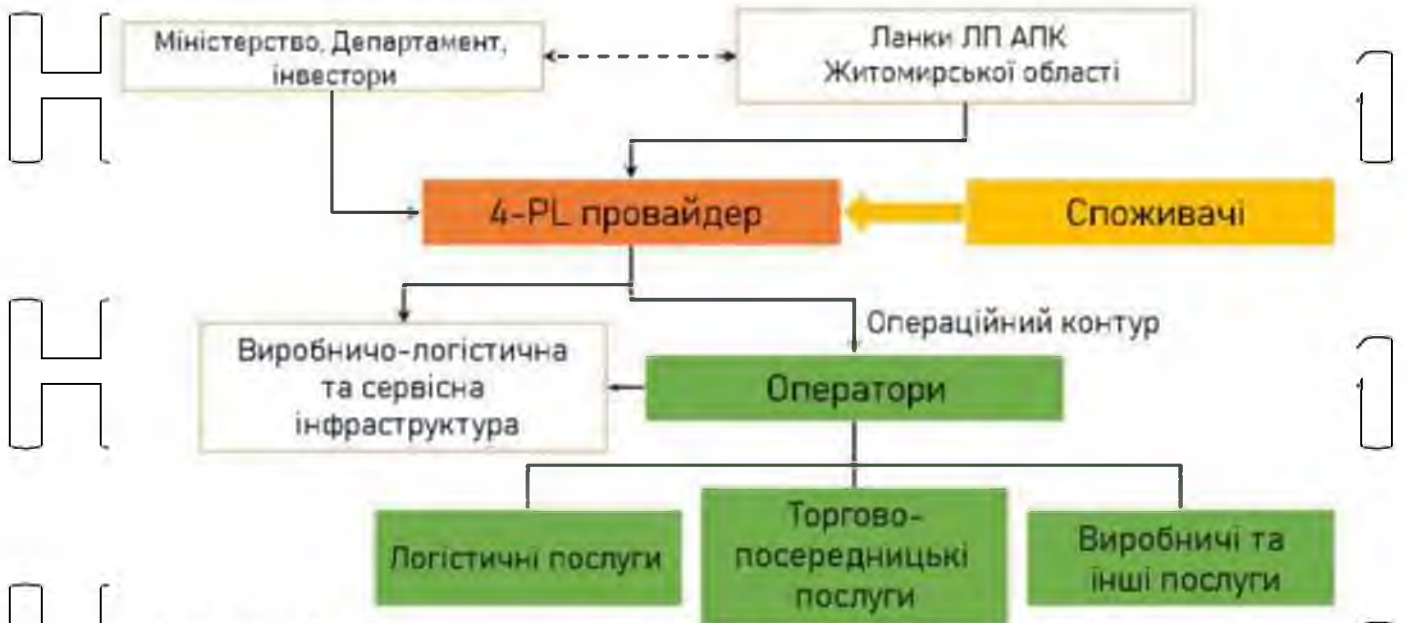 Міністерство, Департамент,
інвестори
Ланки ЛП АПК
Житомирської області
4-PL провайдер
Споживачі
Операційний контур
Виробничо-логістична
та сервісна
інфраструктура
Оператори
Логістичні послуги
Торгово-
посередницькі
послуги
Виробничі та
інші послуги